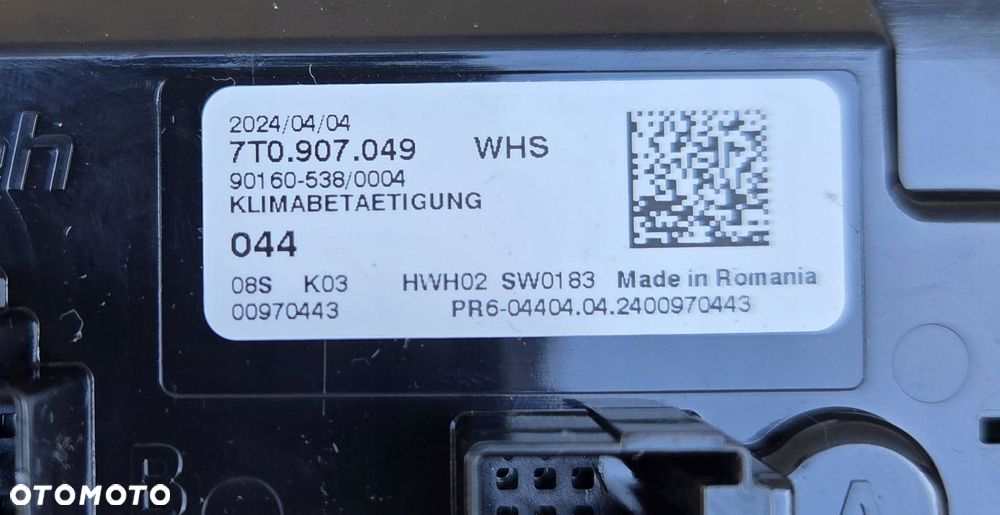 2024/04/04
7T0.907.049 WHS
90160-538/0004
KLIMABETAETIGUNG
044
08S K03 HWH02 SW0183 Made in Romania
00970443 PR6-04404.04.2400970443
B
A
OTOMOTO